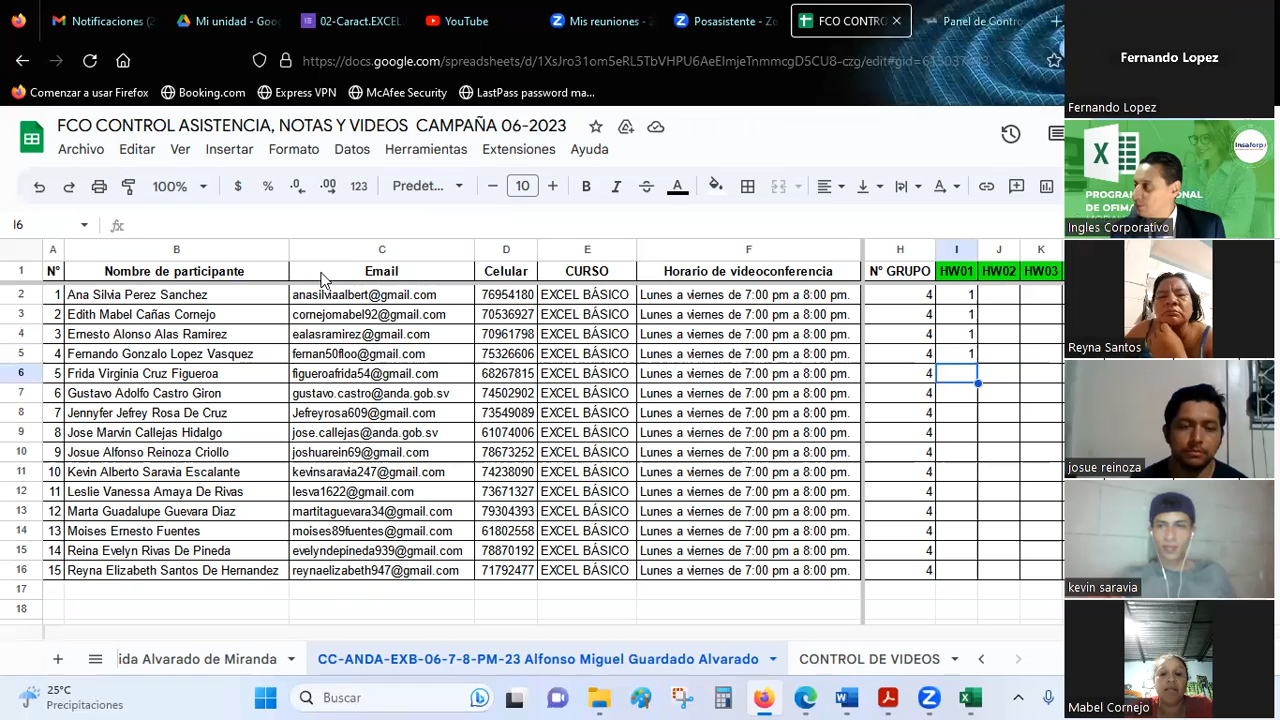 Notificaciones (2
Mi unidad - Goo
02-Caract.EXCEL
YouTube
Mis reuniones - Z
Posasistente - Zo
FCO CONTRO
Panel de Contro
https://docs.google.com/spreadsheets/d/1XsJro31om5eRL5TbVHPU6AeEImjeTnmmcgD5CU8-czg/edit#gid=
Comenzar a usar Firefox
Booking.com
Express VPN
McAfee Security
LastPass password ma...
FCO CONTROL ASISTENCIA, NOTAS Y VIDEOS CAMPAÑA 06-2023
Archivo Editar Ver Insertar Formato Datos Herramientas Extensiones Ayuda
100% $ % .0 .00 123 Predet... 10 B I A
I6 fx
A B C D E F H I J K
1 N° Nombre de participante Email Celular CURSO Horario de videoconferencia N° GRUPO HW01 HW02 HW03
2 1 Ana Silvia Perez Sanchez anasilviaalbert@gmail.com 76954180 EXCEL BÁSICO Lunes a viernes de 7:00 pm a 8:00 pm. 4 1
3 2 Edith Mabel Cañas Cornejo cornejomabel92@gmail.com 70536927 EXCEL BÁSICO Lunes a viernes de 7:00 pm a 8:00 pm. 4 1
4 3 Ernesto Alonso Alas Ramirez ealasramirez@gmail.com 70961798 EXCEL BÁSICO Lunes a viernes de 7:00 pm a 8:00 pm. 4 1
5 4 Fernando Gonzalo Lopez Vasquez fernan50floo@gmail.com 75326606 EXCEL BÁSICO Lunes a viernes de 7:00 pm a 8:00 pm. 4 1
6 5 Frida Virginia Cruz Figueroa figueroafrida54@gmail.com 68267815 EXCEL BÁSICO Lunes a viernes de 7:00 pm a 8:00 pm. 4
7 6 Gustavo Adolfo Castro Giron gustavo.castro@anda.gob.sv 74502902 EXCEL BÁSICO Lunes a viernes de 7:00 pm a 8:00 pm. 4
8 7 Jennyfer Jefrey Rosa De Cruz Jefreyrosa609@gmail.com 73549089 EXCEL BÁSICO Lunes a viernes de 7:00 pm a 8:00 pm. 4
9 8 Jose Marvin Callejas Hidalgo jose.callejas@anda.gob.sv 61074006 EXCEL BÁSICO Lunes a viernes de 7:00 pm a 8:00 pm. 4
10 9 Josue Alfonso Reinoza Criollo joshuarein69@gmail.com 78673252 EXCEL BÁSICO Lunes a viernes de 7:00 pm a 8:00 pm. 4
11 10 Kevin Alberto Saravia Escalante kevinsaravia247@gmail.com 74238090 EXCEL BÁSICO Lunes a viernes de 7:00 pm a 8:00 pm. 4
12 11 Leslie Vanessa Amaya De Rivas lesva1622@gmail.com 73671327 EXCEL BÁSICO Lunes a viernes de 7:00 pm a 8:00 pm. 4
13 12 Marta Guadalupe Guevara Diaz martitaguevara34@gmail.com 79304393 EXCEL BÁSICO Lunes a viernes de 7:00 pm a 8:00 pm. 4
14 13 Moises Ernesto Fuentes moises89fuentes@gmail.com 61802558 EXCEL BÁSICO Lunes a viernes de 7:00 pm a 8:00 pm. 4
15 14 Reina Evelyn Rivas De Pineda evelyndepineda939@gmail.com 78870192 EXCEL BÁSICO Lunes a viernes de 7:00 pm a 8:00 pm. 4
16 15 Reyna Elizabeth Santos De Hernandez reynaelizabeth947@gmail.com 71792477 EXCEL BÁSICO Lunes a viernes de 7:00 pm a 8:00 pm. 4
17
18
ida Alvarado de Miranda
CC-ANDA-EXB-06-7-8-PM-23 Alfonso Miguel Guardado Alvarado
CONTROL DE VIDEOS
25°C
Precipitaciones
Buscar
Fernando Lopez
Fernando Lopez
Insaforp
DE OFIMA
Ingles Corporativo
Reyna Santos
josue reinoza
kevin saravia
Mabel Cornejo